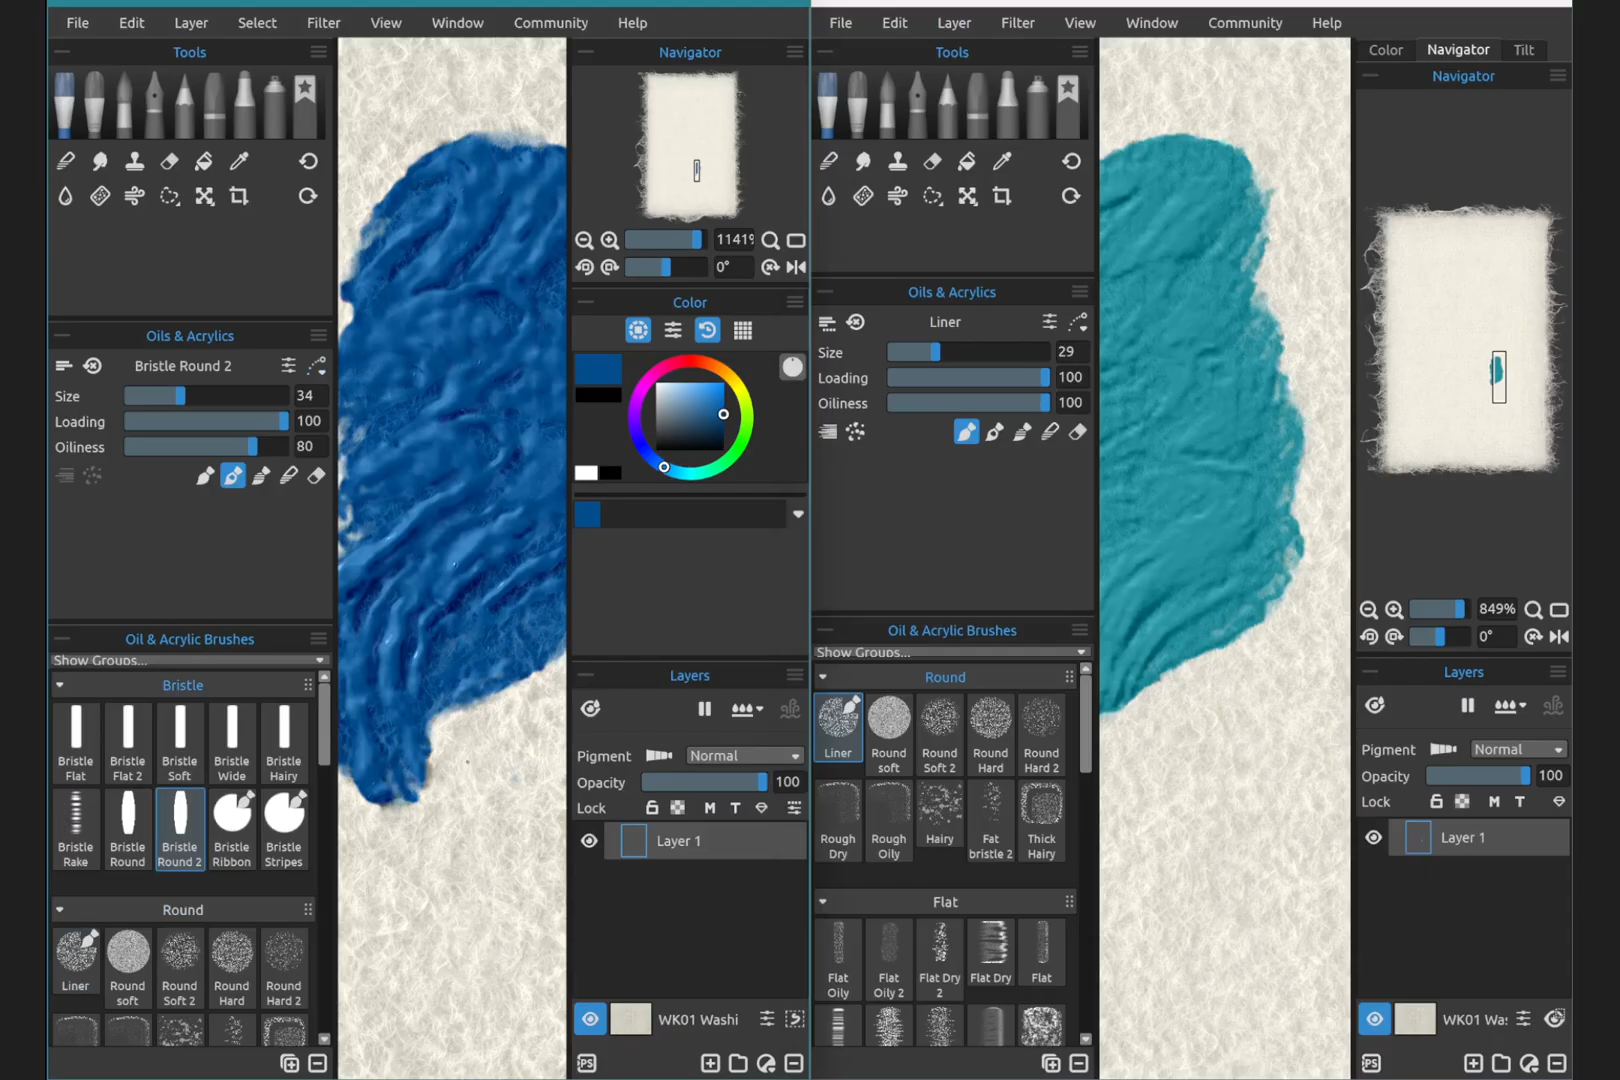 File Edit Layer Select Filter View Window Community Help
Tools
Oils & Acrylics
Bristle Round 2
Size 34
Loading 100
Oiliness 80
Oil & Acrylic Brushes
Show Groups...
Bristle
Bristle Flat
Bristle Flat 2
Bristle Soft
Bristle Wide
Bristle Hairy
Bristle Rake
Bristle Round
Bristle Round 2
Bristle Ribbon
Bristle Stripes
Round
Liner
Round soft
Round Soft 2
Round Hard
Round Hard 2
Navigator
1141%
0°
Color
Layers
Pigment Normal
Opacity 100
Lock M T
Layer 1
WK01 Washi
PS
File Edit Layer Filter View Window Community Help
Tools
Oils & Acrylics
Liner
Size 29
Loading 100
Oiliness 100
Oil & Acrylic Brushes
Show Groups...
Round
Liner
Round soft
Round Soft 2
Round Hard
Round Hard 2
Rough Dry
Rough Oily
Hairy
Fat bristle 2
Thick Hairy
Flat
Flat Oily
Flat Oily 2
Flat Dry 2
Flat Dry
Flat
Color Navigator Tilt
Navigator
849%
0°
Layers
Pigment Normal
Opacity 100
Lock M T
Layer 1
WK01 Was
PS